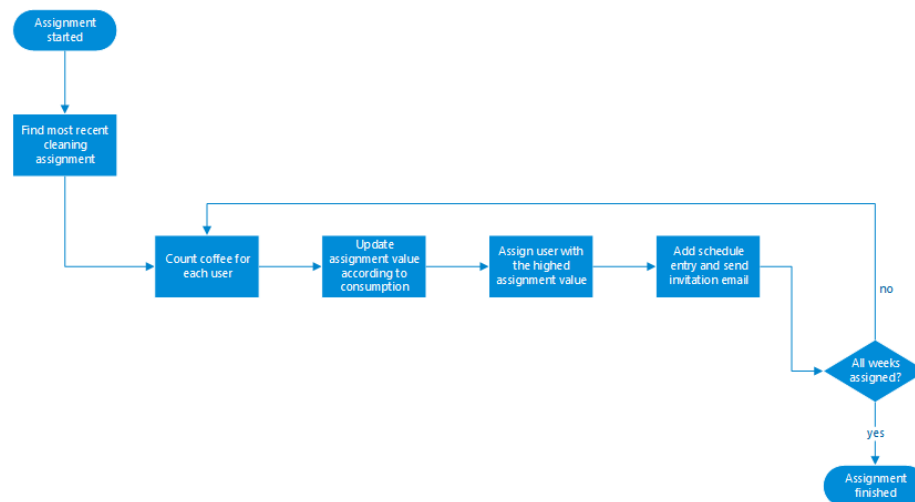 Assignment
started
Find most recent
cleaning
assignment
Count coffee for
each user
Update
assignment value
according to
consumption
Assign user with
the highed
assignment value
Add schedule
entry and send
invitation email
no
All weeks
assigned?
yes
Assignment
finished